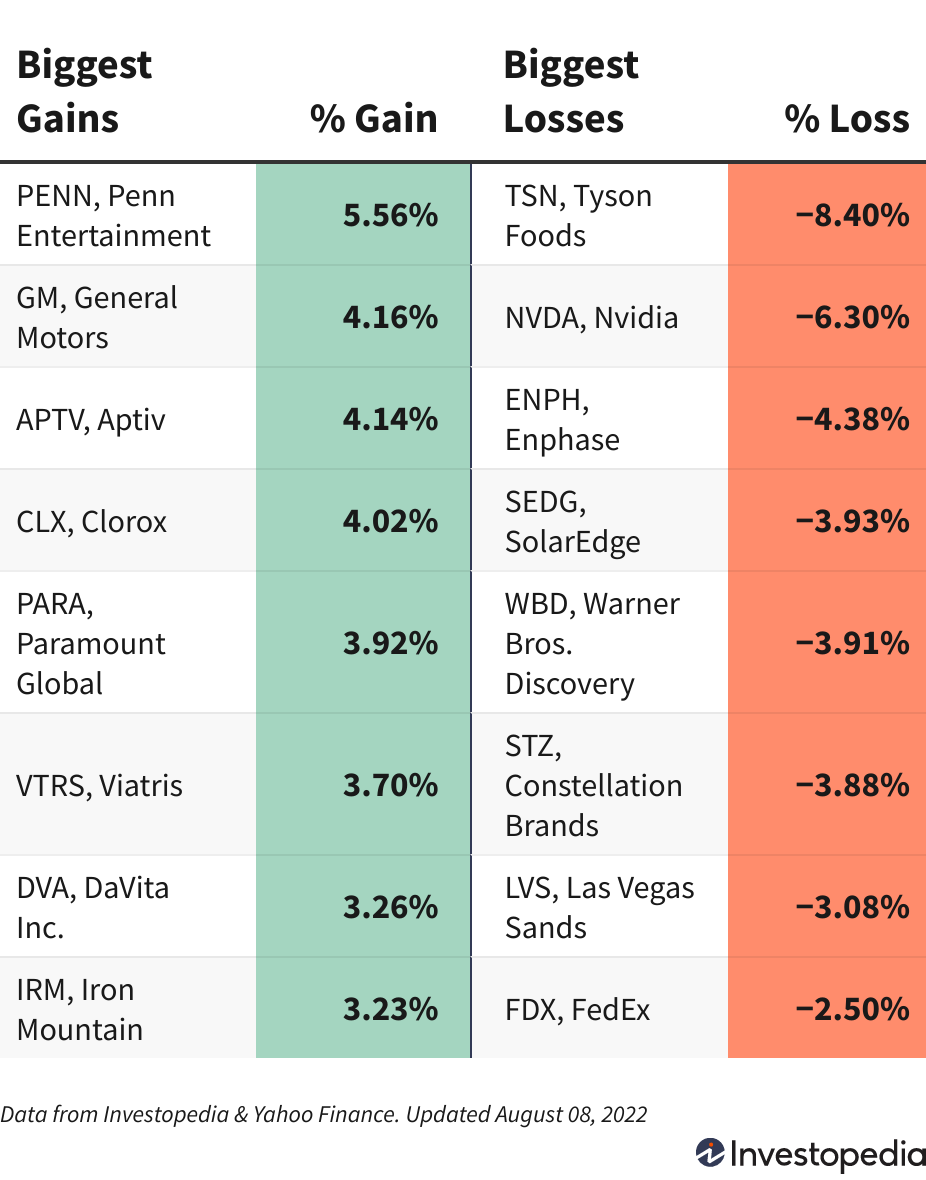 Biggest Gains % Gain Biggest Losses % Loss
PENN, Penn Entertainment 5.56% TSN, Tyson Foods −8.40%
GM, General Motors 4.16% NVDA, Nvidia −6.30%
APTV, Aptiv 4.14% ENPH, Enphase −4.38%
CLX, Clorox 4.02% SEDG, SolarEdge −3.93%
PARA, Paramount Global 3.92% WBD, Warner Bros. Discovery −3.91%
VTRS, Viatris 3.70% STZ, Constellation Brands −3.88%
DVA, DaVita Inc. 3.26% LVS, Las Vegas Sands −3.08%
IRM, Iron Mountain 3.23% FDX, FedEx −2.50%
Data from Investopedia & Yahoo Finance. Updated August 08, 2022
Investopedia